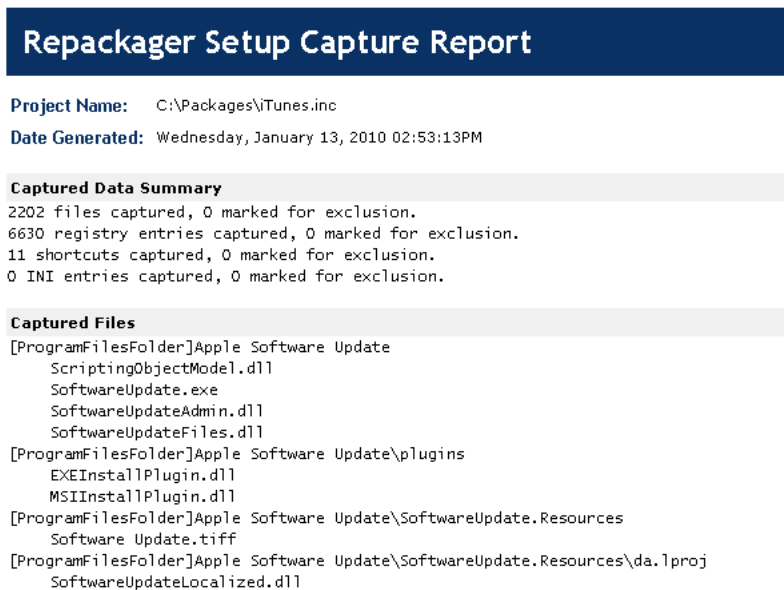 Repackager Setup Capture Report
Project Name: C:\Packages\iTunes.inc
Date Generated: Wednesday, January 13, 2010 02:53:13PM
Captured Data Summary
2202 files captured, 0 marked for exclusion.
6630 registry entries captured, 0 marked for exclusion.
11 shortcuts captured, 0 marked for exclusion.
0 INI entries captured, 0 marked for exclusion.
Captured Files
[ProgramFilesFolder]Apple Software Update
ScriptingObjectModel.dll
SoftwareUpdate.exe
SoftwareUpdateAdmin.dll
SoftwareUpdateFiles.dll
[ProgramFilesFolder]Apple Software Update\plugins
EXEInstallPlugin.dll
MSIInstallPlugin.dll
[ProgramFilesFolder]Apple Software Update\SoftwareUpdate.Resources
Software Update.tiff
[ProgramFilesFolder]Apple Software Update\SoftwareUpdate.Resources\da.lproj
SoftwareUpdateLocalized.dll